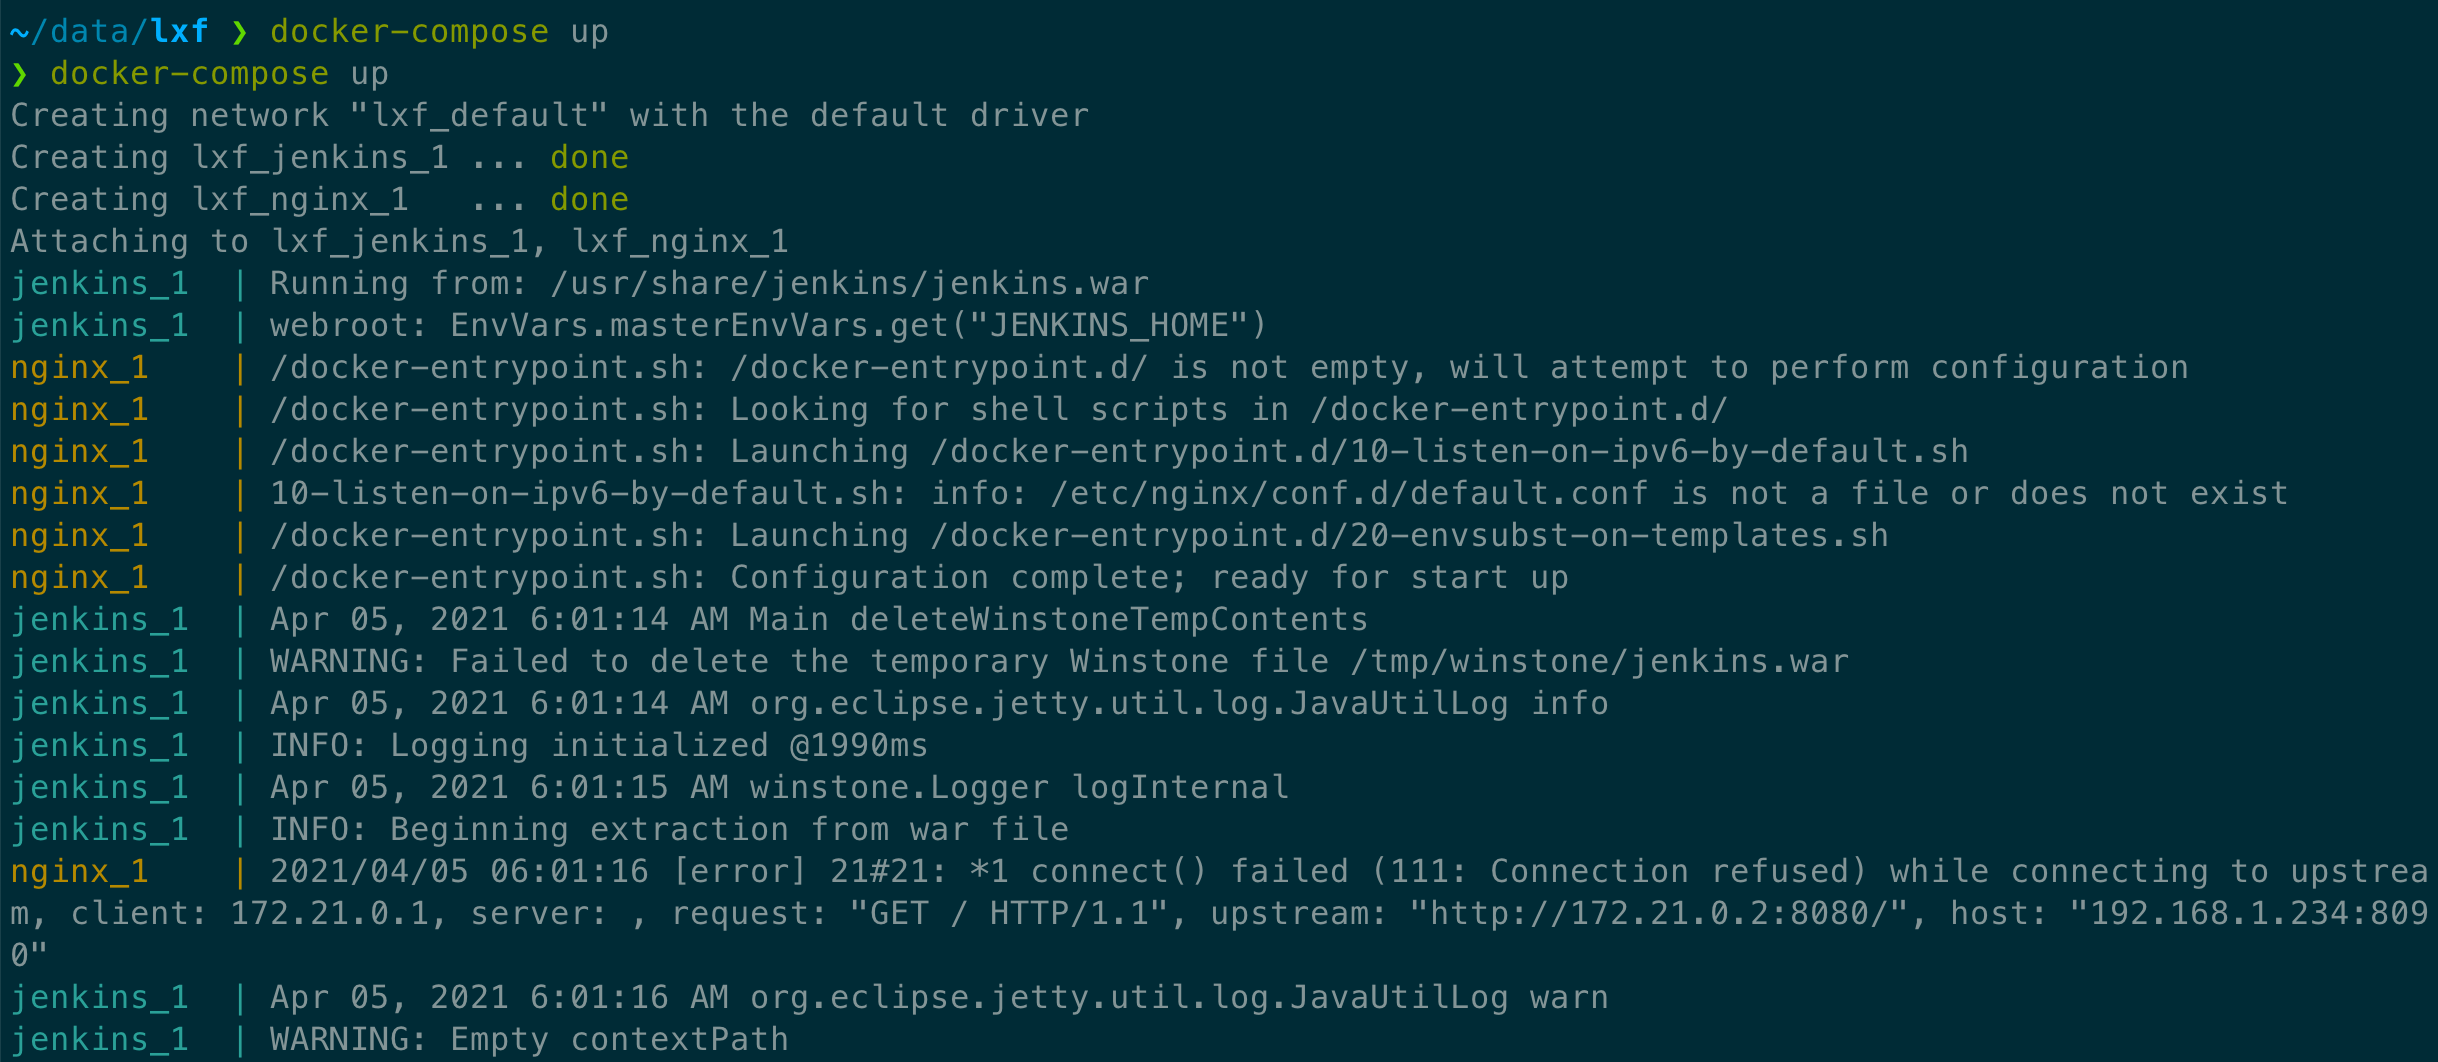 ~/data/lxf ❯ docker-compose up
❯ docker-compose up
Creating network "lxf_default" with the default driver
Creating lxf_jenkins_1 ... done
Creating lxf_nginx_1   ... done
Attaching to lxf_jenkins_1, lxf_nginx_1
jenkins_1  | Running from: /usr/share/jenkins/jenkins.war
jenkins_1  | webroot: EnvVars.masterEnvVars.get("JENKINS_HOME")
nginx_1    | /docker-entrypoint.sh: /docker-entrypoint.d/ is not empty, will attempt to perform configuration
nginx_1    | /docker-entrypoint.sh: Looking for shell scripts in /docker-entrypoint.d/
nginx_1    | /docker-entrypoint.sh: Launching /docker-entrypoint.d/10-listen-on-ipv6-by-default.sh
nginx_1    | 10-listen-on-ipv6-by-default.sh: info: /etc/nginx/conf.d/default.conf is not a file or does not exist
nginx_1    | /docker-entrypoint.sh: Launching /docker-entrypoint.d/20-envsubst-on-templates.sh
nginx_1    | /docker-entrypoint.sh: Configuration complete; ready for start up
jenkins_1  | Apr 05, 2021 6:01:14 AM Main deleteWinstoneTempContents
jenkins_1  | WARNING: Failed to delete the temporary Winstone file /tmp/winstone/jenkins.war
jenkins_1  | Apr 05, 2021 6:01:14 AM org.eclipse.jetty.util.log.JavaUtilLog info
jenkins_1  | INFO: Logging initialized @1990ms
jenkins_1  | Apr 05, 2021 6:01:15 AM winstone.Logger logInternal
jenkins_1  | INFO: Beginning extraction from war file
nginx_1    | 2021/04/05 06:01:16 [error] 21#21: *1 connect() failed (111: Connection refused) while connecting to upstrea
m, client: 172.21.0.1, server: , request: "GET / HTTP/1.1", upstream: "http://172.21.0.2:8080/", host: "192.168.1.234:809
0"
jenkins_1  | Apr 05, 2021 6:01:16 AM org.eclipse.jetty.util.log.JavaUtilLog warn
jenkins_1  | WARNING: Empty contextPath